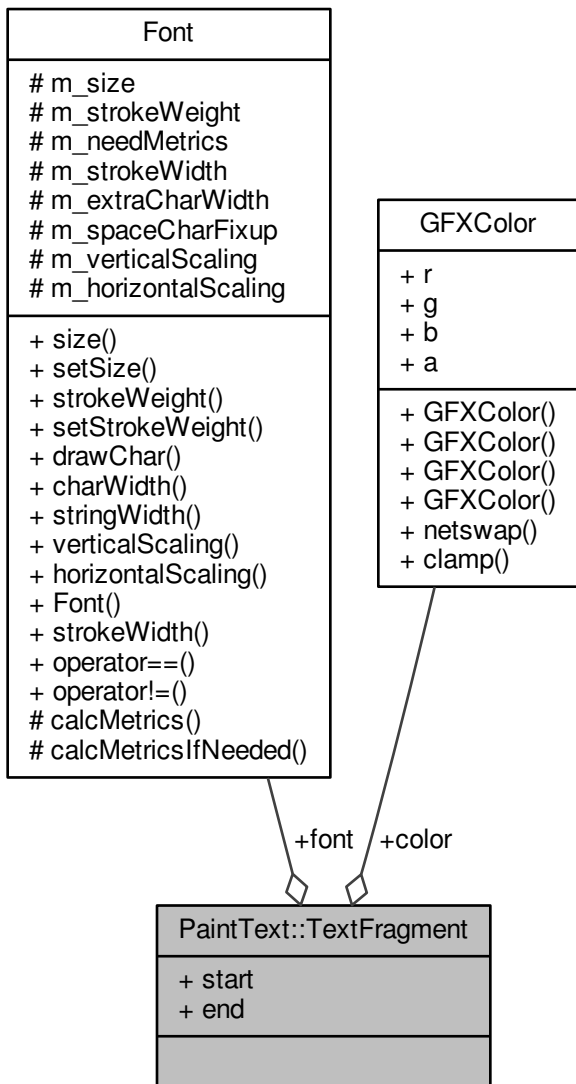 Font
# m_size
# m_strokeWeight
# m_needMetrics
# m_strokeWidth
# m_extraCharWidth
# m_spaceCharFixup
# m_verticalScaling
# m_horizontalScaling
+ size()
+ setSize()
+ strokeWeight()
+ setStrokeWeight()
+ drawChar()
+ charWidth()
+ stringWidth()
+ verticalScaling()
+ horizontalScaling()
+ Font()
+ strokeWidth()
+ operator==()
+ operator!=()
# calcMetrics()
# calcMetricsIfNeeded()
GFXColor
+ r
+ g
+ b
+ a
+ GFXColor()
+ GFXColor()
+ GFXColor()
+ GFXColor()
+ netswap()
+ clamp()
+font
+color
PaintText::TextFragment
+ start
+ end